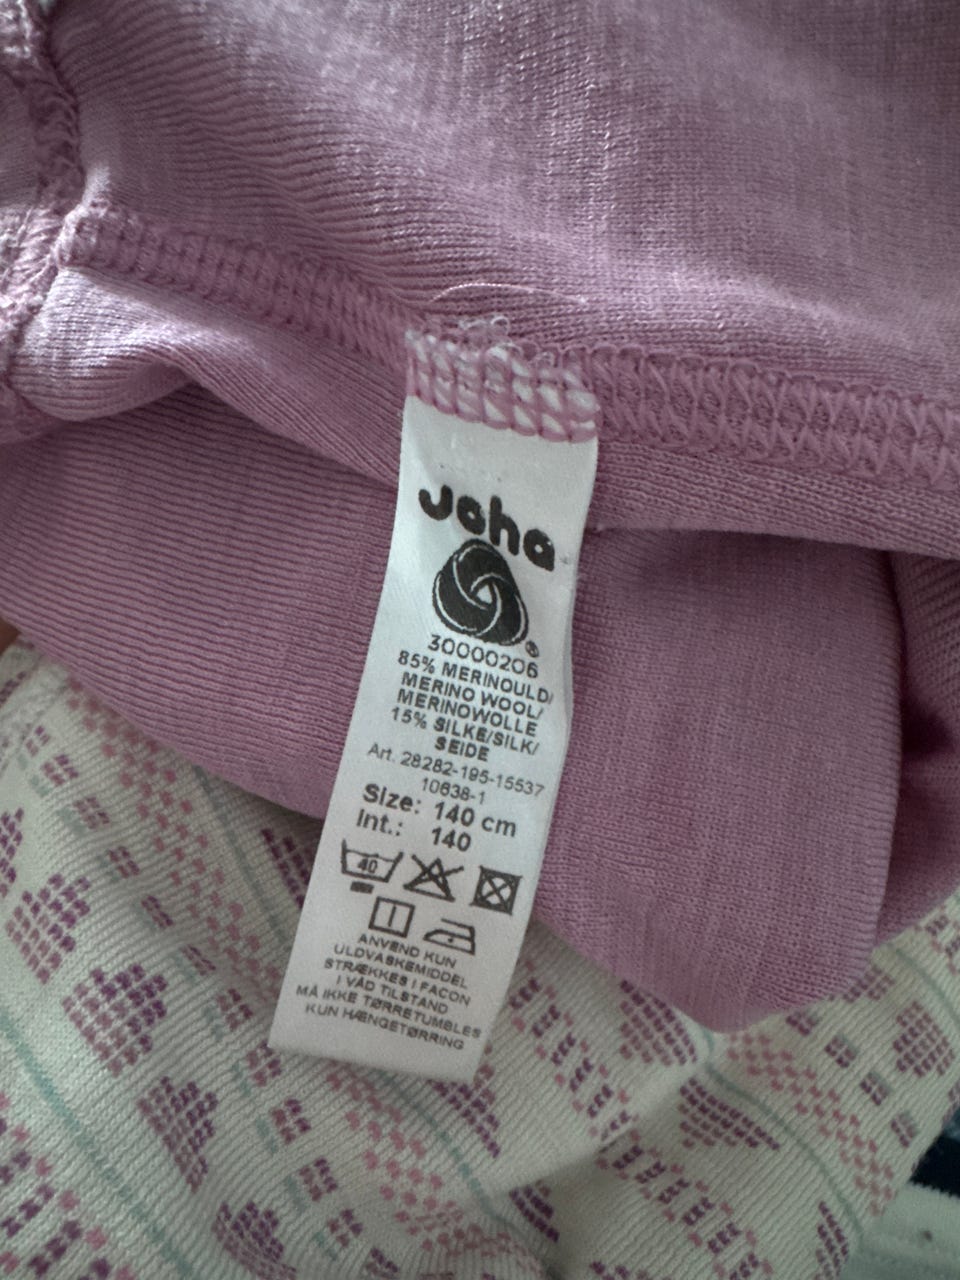 Joha
®
30000206
85% MERINOULD/
MERINO WOOL/
MERINOWOLLE
15% SILKE/SILK/
SEIDE
Art. 28282-195-15537
10638-1
Size: 140 cm
Int.: 140
40
ANVEND KUN
ULDVASKEMIDDEL
STRÆKKES I FACON
I VÅD TILSTAND
MÅ IKKE TØRRETUMBLES
KUN HÆNGETØRRING